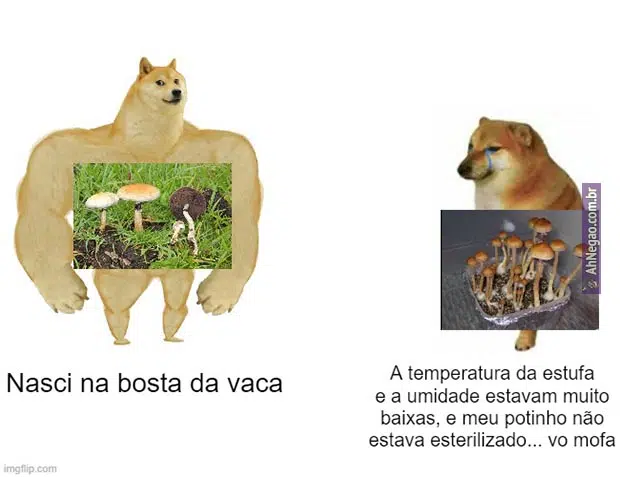 Nasci na bosta da vaca
A temperatura da estufa
e a umidade estavam muito
baixas, e meu potinho não
estava esterilizado... vo mofa
AhNegao.com.br
imgflip.com